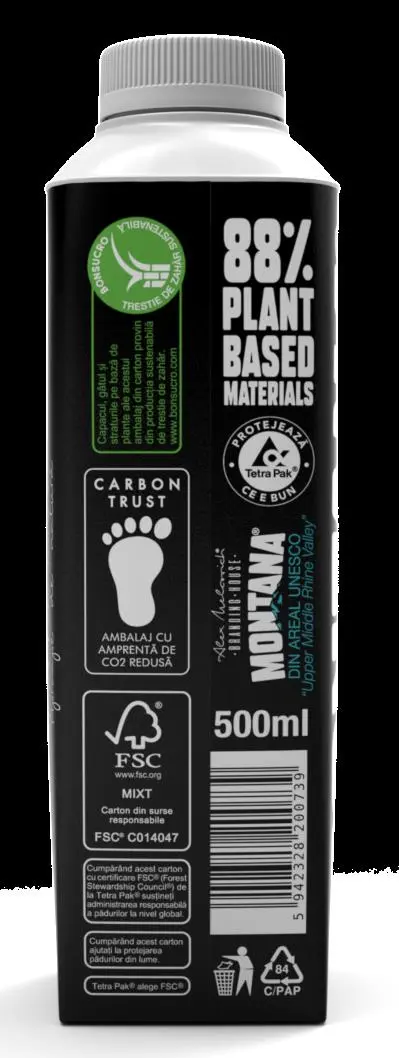 BONSUCRO
TRESTIE DE ZAHĂR SUSTENABILĂ
Capacul, gâtul și
straturile pe bază de
plante ale acestui
ambalaj din carton provin
din producția sustenabilă
de trestie de zahăr.
www.bonsucro.com
CARBON
TRUST
AMBALAJ CU
AMPRENTĂ DE
CO2 REDUSĂ
®
FSC
www.fsc.org
MIXT
Carton din surse
responsabile
FSC® C014047
Cumpărând acest carton
cu certificare FSC® (Forest
Stewardship Council®) de
la Tetra Pak® susțineți
administrarea responsabilă
a pădurilor la nivel global.
Cumpărând acest carton
ajutați la protejarea
pădurilor din lume.
Tetra Pak® alege FSC®
88%
PLANT
BASED
MATERIALS
PROTEJEAZĂ
Tetra Pak®
CE E BUN
·BRANDING·HOUSE·
MONTANA®
DIN AREAL UNESCO
"Upper Middle Rhine Valley"
500ml
5 942328 200739
84
C/PAP